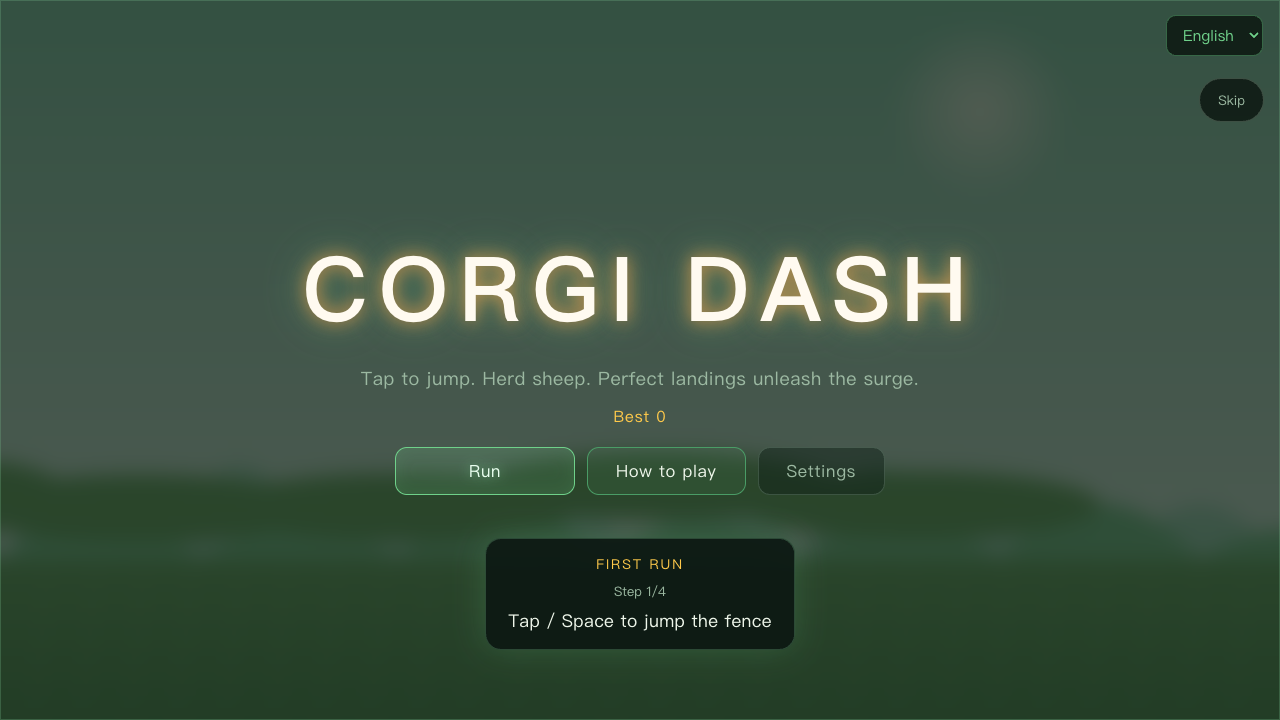 English
Skip
CORGI DASH
Tap to jump. Herd sheep. Perfect landings unleash the surge.
Best 0
Run
How to play
Settings
FIRST RUN
Step 1/4
Tap / Space to jump the fence